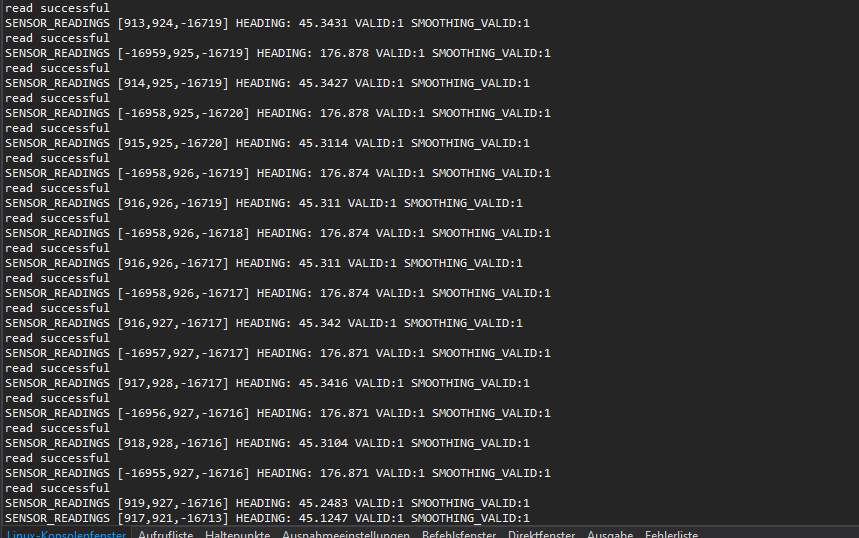 read successful
SENSOR_READINGS [913,924,-16719] HEADING: 45.3431 VALID:1 SMOOTHING_VALID:1
read successful
SENSOR_READINGS [-16959,925,-16719] HEADING: 176.878 VALID:1 SMOOTHING_VALID:1
read successful
SENSOR_READINGS [914,925,-16719] HEADING: 45.3427 VALID:1 SMOOTHING_VALID:1
read successful
SENSOR_READINGS [-16958,925,-16720] HEADING: 176.878 VALID:1 SMOOTHING_VALID:1
read successful
SENSOR_READINGS [915,925,-16720] HEADING: 45.3114 VALID:1 SMOOTHING_VALID:1
read successful
SENSOR_READINGS [-16958,926,-16719] HEADING: 176.874 VALID:1 SMOOTHING_VALID:1
read successful
SENSOR_READINGS [916,926,-16719] HEADING: 45.311 VALID:1 SMOOTHING_VALID:1
read successful
SENSOR_READINGS [-16958,926,-16718] HEADING: 176.874 VALID:1 SMOOTHING_VALID:1
read successful
SENSOR_READINGS [916,926,-16717] HEADING: 45.311 VALID:1 SMOOTHING_VALID:1
read successful
SENSOR_READINGS [-16958,926,-16717] HEADING: 176.874 VALID:1 SMOOTHING_VALID:1
read successful
SENSOR_READINGS [916,927,-16717] HEADING: 45.342 VALID:1 SMOOTHING_VALID:1
read successful
SENSOR_READINGS [-16957,927,-16717] HEADING: 176.871 VALID:1 SMOOTHING_VALID:1
read successful
SENSOR_READINGS [917,928,-16717] HEADING: 45.3416 VALID:1 SMOOTHING_VALID:1
read successful
SENSOR_READINGS [-16956,927,-16716] HEADING: 176.871 VALID:1 SMOOTHING_VALID:1
read successful
SENSOR_READINGS [918,928,-16716] HEADING: 45.3104 VALID:1 SMOOTHING_VALID:1
read successful
SENSOR_READINGS [-16955,927,-16716] HEADING: 176.871 VALID:1 SMOOTHING_VALID:1
read successful
SENSOR_READINGS [919,927,-16716] HEADING: 45.2483 VALID:1 SMOOTHING_VALID:1
SENSOR_READINGS [917,921,-16713] HEADING: 45.1247 VALID:1 SMOOTHING_VALID:1
Linux-Konsolenfenster Aufrufliste Haltepunkte Ausnahmeeinstellungen Befehlsfenster Direktfenster Ausgabe Fehlerliste